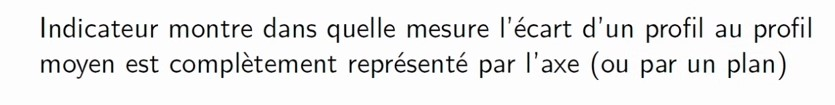 Indicateur montre dans quelle mesure l'écart d'un profil au profil
moyen est complètement représenté par l'axe (ou par un plan)